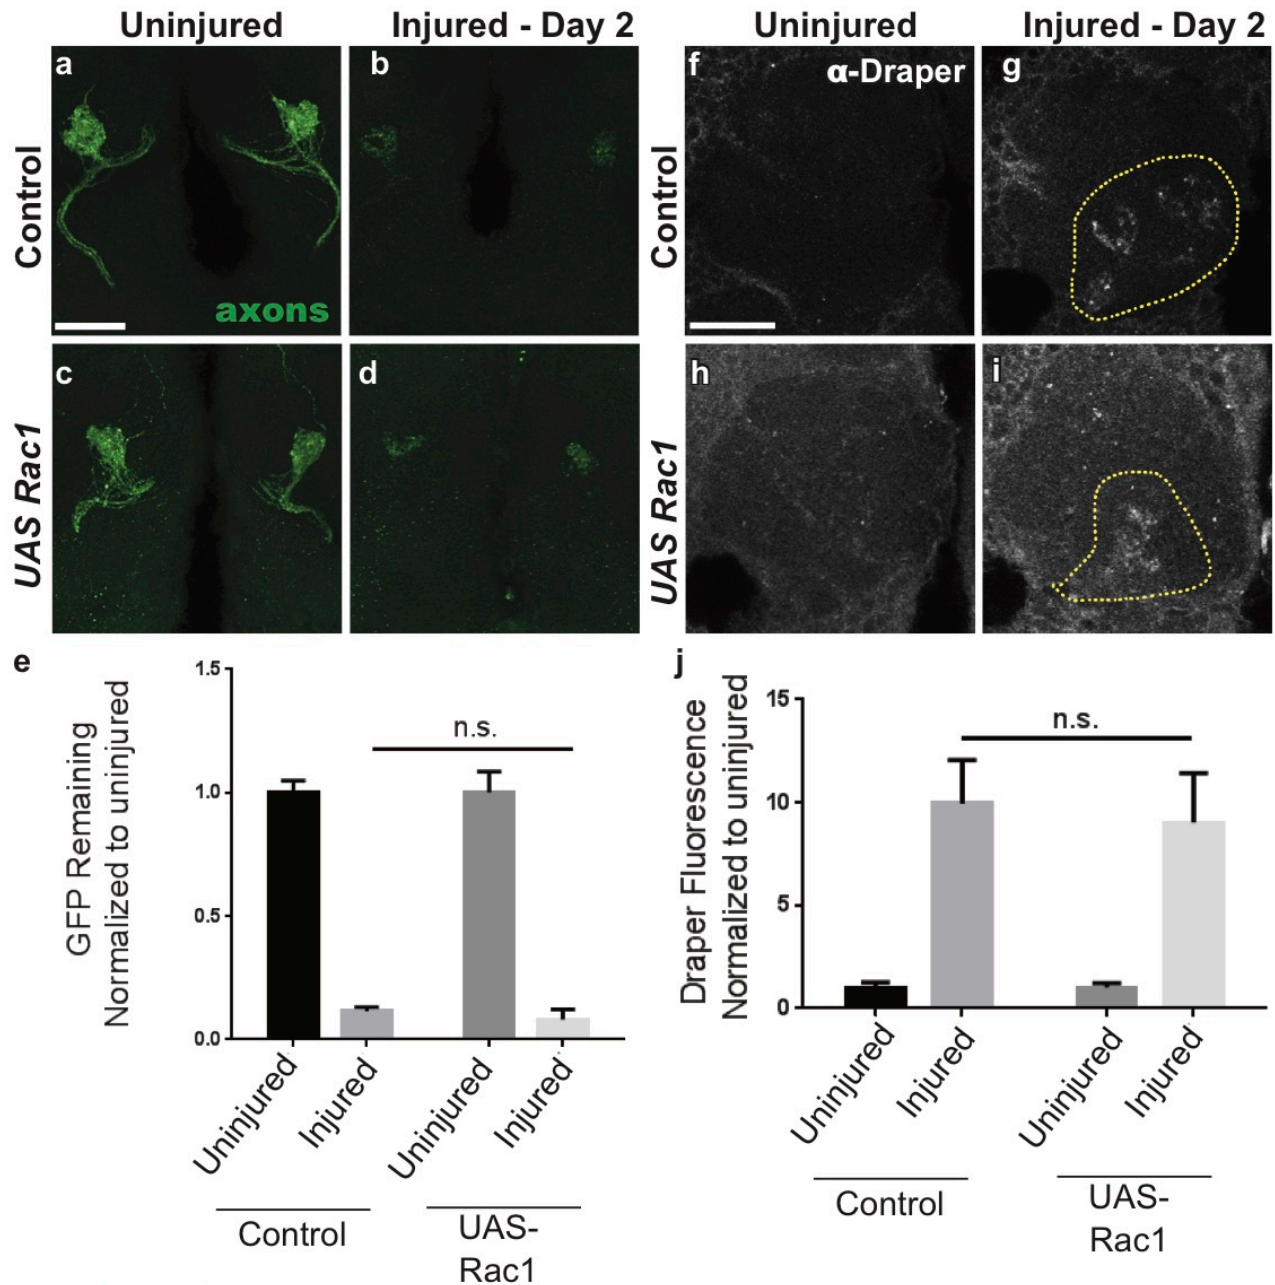 Uninjured
Injured - Day 2
Uninjured
Injured - Day 2
Control
a
axons
b
Control
f
α-Draper
g
UAS Rac1
c
d
UAS Rac1
h
i
e
GFP Remaining
Normalized to uninjured
1.5
1.0
0.5
0.0
n.s.
Uninjured
Injured
Uninjured
Injured
Control
UAS-
Rac1
j
Draper Fluorescence
Normalized to uninjured
15
10
5
0
n.s.
Uninjured
Injured
Uninjured
Injured
Control
UAS-
Rac1